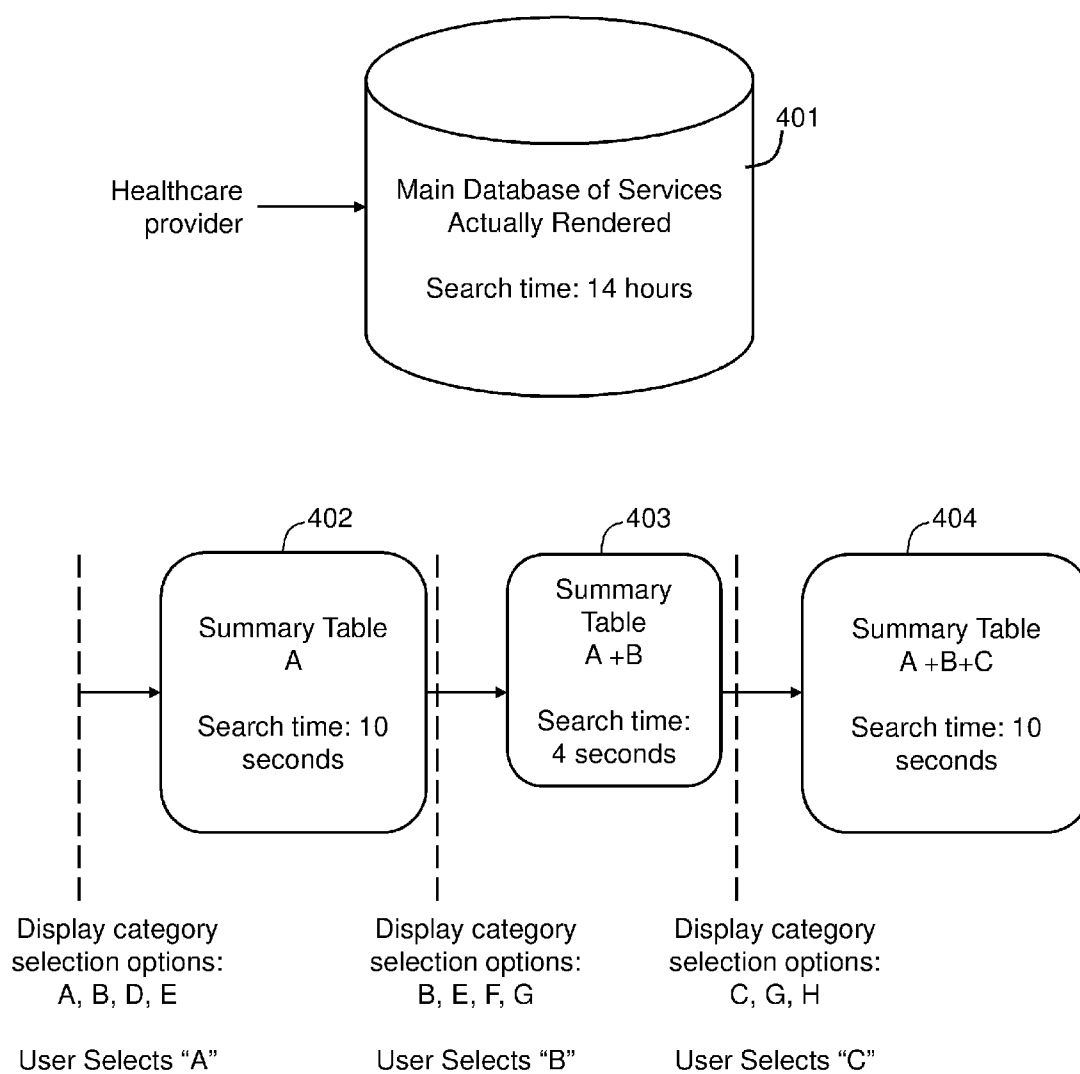 401
Healthcare
provider
Main Database of Services
Actually Rendered
Search time: 14 hours
402
403
404
Summary Table
A
Search time: 10
seconds
Summary
Table
A +B
Search time:
4 seconds
Summary Table
A +B+C
Search time: 10
seconds
Display category
selection options:
A, B, D, E
User Selects “A”
Display category
selection options:
B, E, F, G
User Selects “B”
Display category
selection options:
C, G, H
User Selects “C”